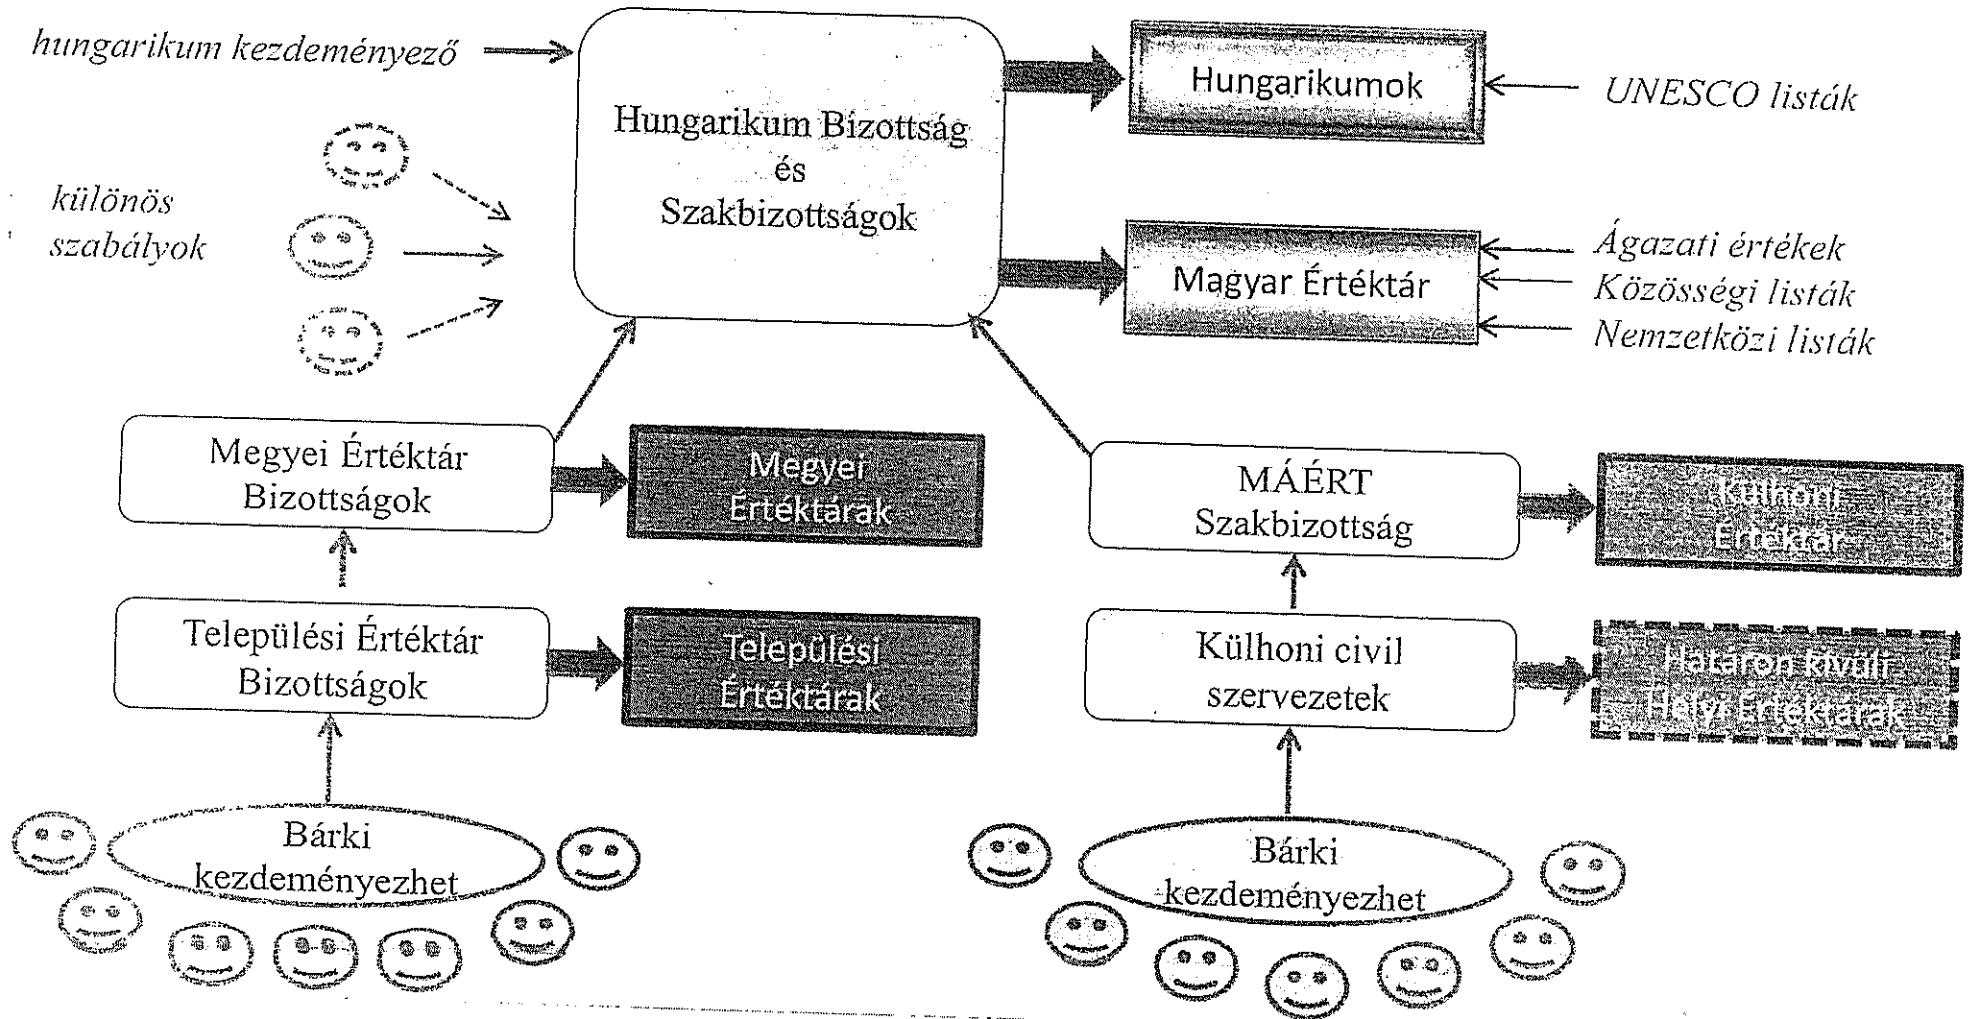 hungarikum kezdeményező
Hungarikum Bizottság
és
Szakbizottságok
Hungarikumok
UNESCO listák
különös
szabályok
Magyar Értéktár
Ágazati értékek
Közösségi listák
Nemzetközi listák
Megyei Értéktár
Bizottságok
Megyei
Értéktárak
MÁÉRT
Szakbizottság
Külhoni
Értéktár
Települési Értéktár
Bizottságok
Települési
Értéktárak
Külhoni civil
szervezetek
Határon kívüli
Helyi Értéktárak
Bárki
kezdeményezhet
Bárki
kezdeményezhet